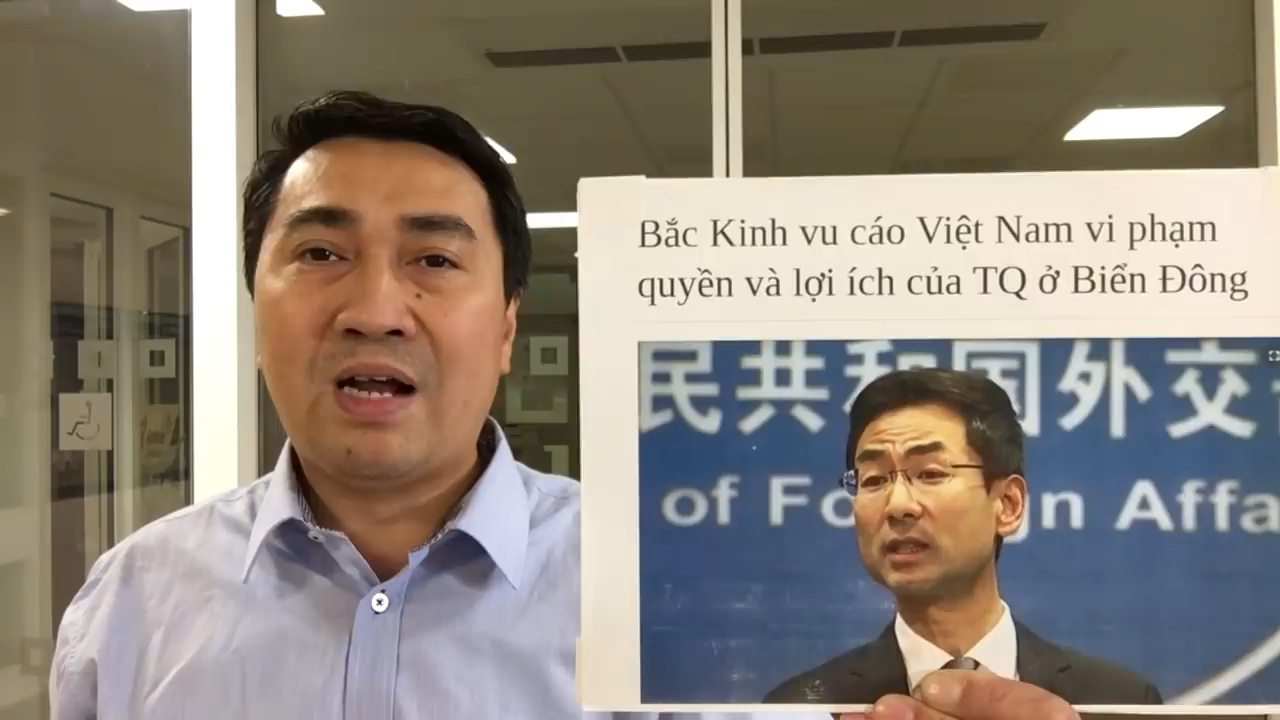 Bắc Kinh vu cáo Việt Nam vi phạm
quyền và lợi ích của TQ ở Biển Đông
民共和国外交
of Foreign Affa